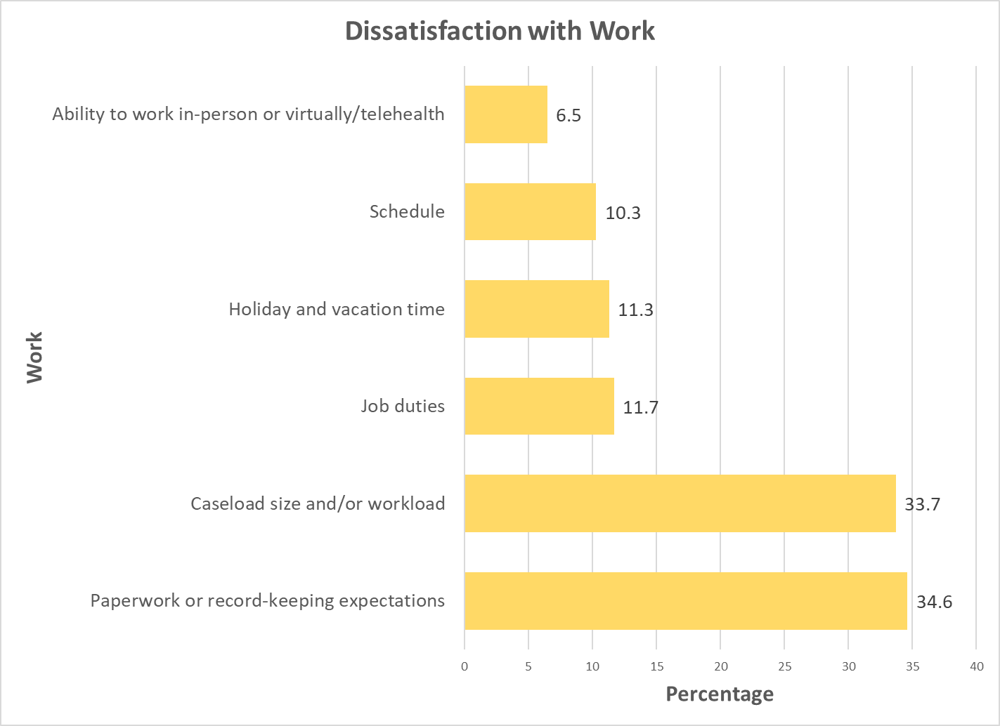 Dissatisfaction with Work
Ability to work in-person or virtually/telehealth
6.5
Schedule
10.3
Holiday and vacation time
11.3
Work
Job duties
11.7
Caseload size and/or workload
33.7
Paperwork or record-keeping expectations
34.6
0 5 10 15 20 25 30 35 40
Percentage